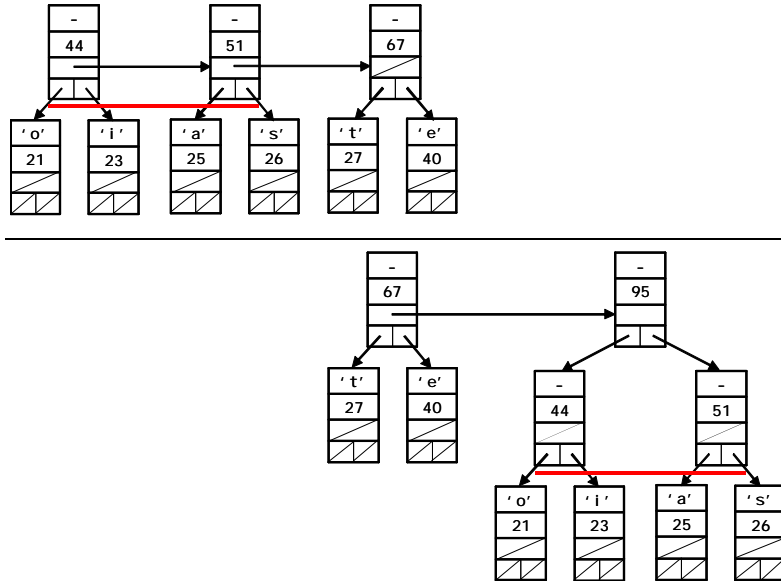 - - -
44 51 67
'o' 'i' 'a' 's' 't' 'e'
21 23 25 26 27 40
- -
67 95
't' 'e' - -
27 40 44 51
'o' 'i' 'a' 's'
21 23 25 26